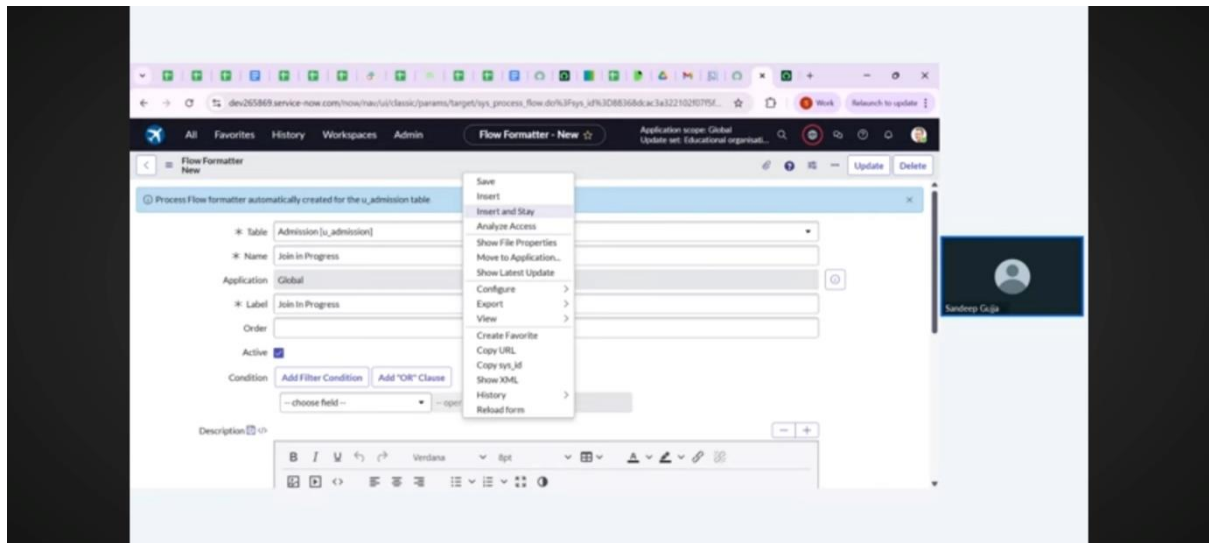 dev265869.service-now.com/now/nav/ui/classic/params/target/sys_process_flow.do%3Fsys_id%3D88368dcac3a322102f07f5f...
Work
Relaunch to update
All Favorites History Workspaces Admin
Flow Formatter - New
Application scope: Global
Update set: Educational organisati...
Flow Formatter
New
Update Delete
Process Flow formatter automatically created for the u_admission table
Table Admission [u_admission]
Name Join in Progress
Application Global
Label Join In Progress
Order
Active
Condition Add Filter Condition Add "OR" Clause
-- choose field -- -- oper
Description
Save
Insert
Insert and Stay
Analyze Access
Show File Properties
Move to Application...
Show Latest Update
Configure
Export
View
Create Favorite
Copy URL
Copy sys_id
Show XML
History
Reload form
B I U Verdana 8pt A
Sandeep Gujja